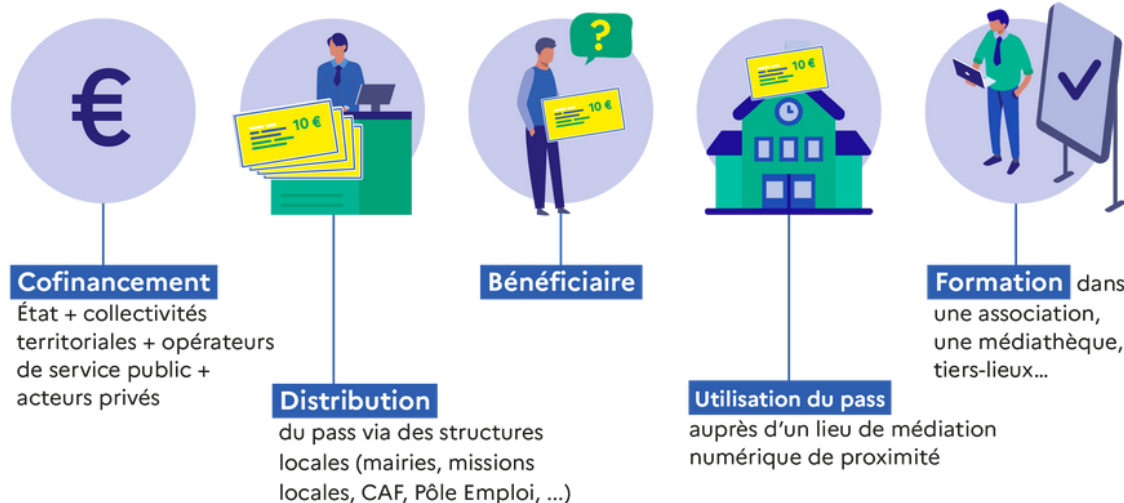 €
10 €
?
10 €
10 €
Cofinancement
État + collectivités
territoriales + opérateurs
de service public +
acteurs privés
Distribution
du pass via des structures
locales (mairies, missions
locales, CAF, Pôle Emploi, ...)
Bénéficiaire
Utilisation du pass
auprès d’un lieu de médiation
numérique de proximité
Formation dans
une association,
une médiathèque,
tiers-lieux…